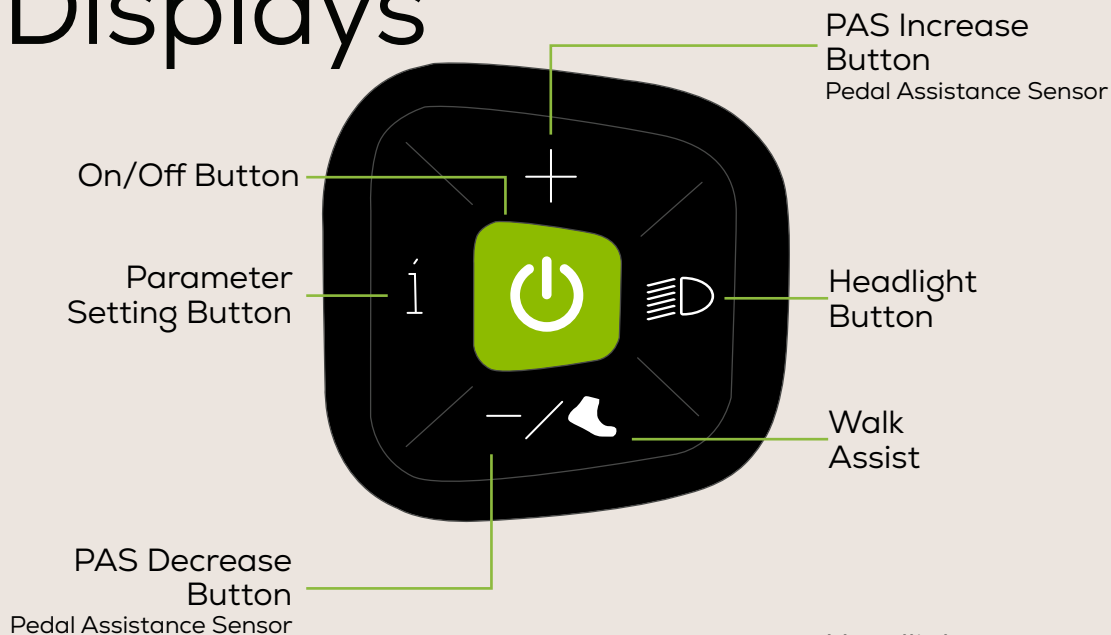 Displays
PAS Increase
Button
Pedal Assistance Sensor
On/Off Button
Parameter
Setting Button
i
Headlight
Button
Walk
Assist
PAS Decrease
Button
Pedal Assistance Sensor